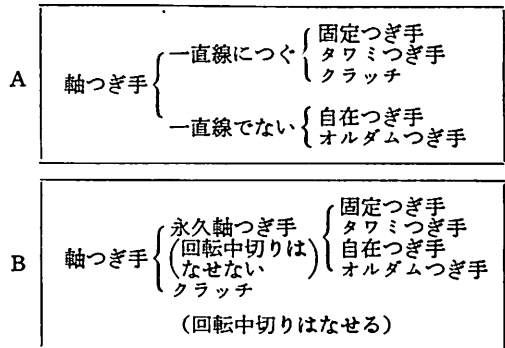 A
軸つぎ手
一直線につぐ
固定つぎ手
タワミつぎ手
クラッチ
一直線でない
自在つぎ手
オルダムつぎ手
B
軸つぎ手
永久軸つぎ手
(回転中切りは
なせない)
クラッチ
固定つぎ手
タワミつぎ手
自在つぎ手
オルダムつぎ手
(回転中切りはなせる)